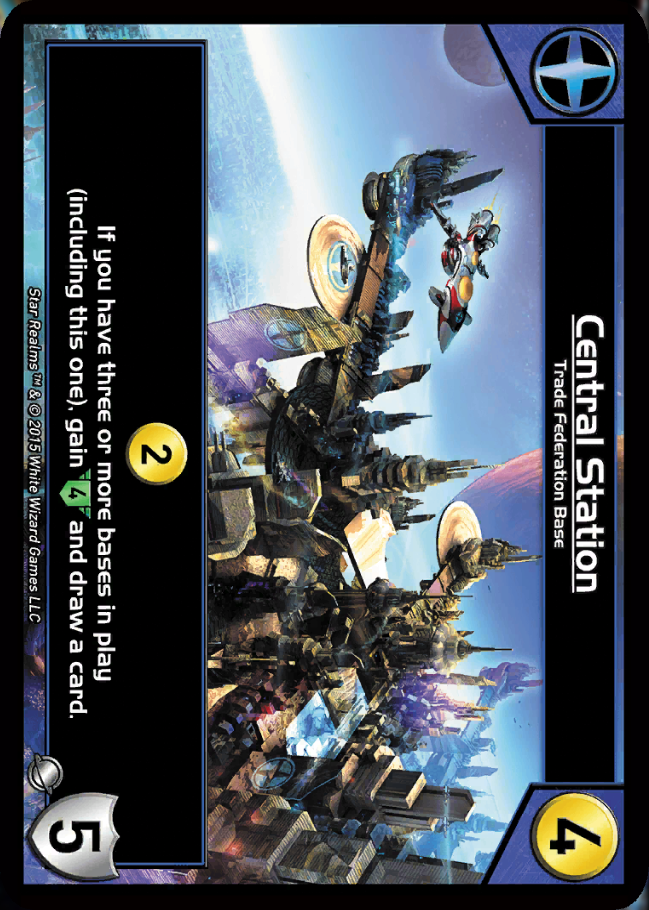 Central Station
Trade Federation Base
4
2
If you have three or more bases in play
(including this one), gain 4 and draw a card.
Star Realms™ & © 2015 White Wizard Games LLC
5